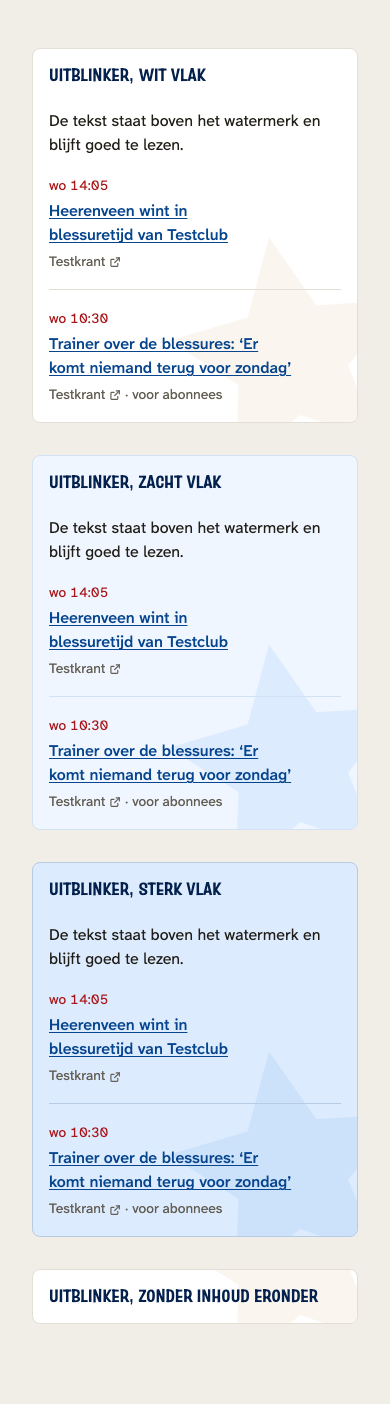 UITBLINKER, WIT VLAK
De tekst staat boven het watermerk en
blijft goed te lezen.
wo 14:05
Heerenveen wint in
blessuretijd van Testclub
Testkrant
wo 10:30
Trainer over de blessures: ‘Er
komt niemand terug voor zondag’
Testkrant · voor abonnees
UITBLINKER, ZACHT VLAK
De tekst staat boven het watermerk en
blijft goed te lezen.
wo 14:05
Heerenveen wint in
blessuretijd van Testclub
Testkrant
wo 10:30
Trainer over de blessures: ‘Er
komt niemand terug voor zondag’
Testkrant · voor abonnees
UITBLINKER, STERK VLAK
De tekst staat boven het watermerk en
blijft goed te lezen.
wo 14:05
Heerenveen wint in
blessuretijd van Testclub
Testkrant
wo 10:30
Trainer over de blessures: ‘Er
komt niemand terug voor zondag’
Testkrant · voor abonnees
UITBLINKER, ZONDER INHOUD ERONDER